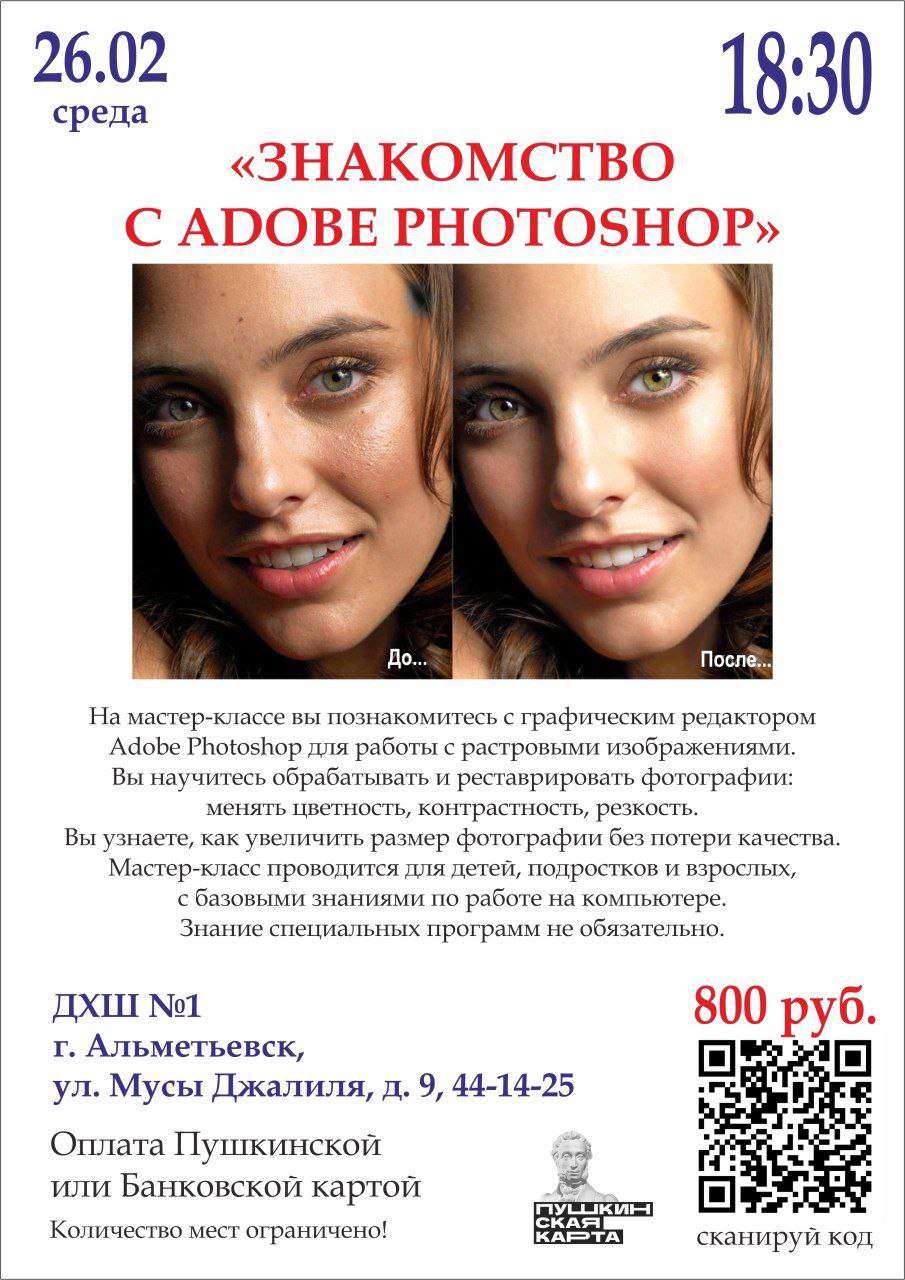 26.02
среда
18:30
«ЗНАКОМСТВО
С ADOBE PHOTOSHOP»
До...
После...
На мастер-классе вы познакомитесь с графическим редактором
Adobe Photoshop для работы с растровыми изображениями.
Вы научитесь обрабатывать и реставрировать фотографии:
менять цветность, контрастность, резкость.
Вы узнаете, как увеличить размер фотографии без потери качества.
Мастер-класс проводится для детей, подростков и взрослых,
с базовыми знаниями по работе на компьютере.
Знание специальных программ не обязательно.
ДХШ №1
г. Альметьевск,
ул. Мусы Джалиля, д. 9, 44-14-25
800 руб.
Оплата Пушкинской
или Банковской картой
Количество мест ограничено!
ПУШКИН
СКАЯ
КАРТА
сканируй код